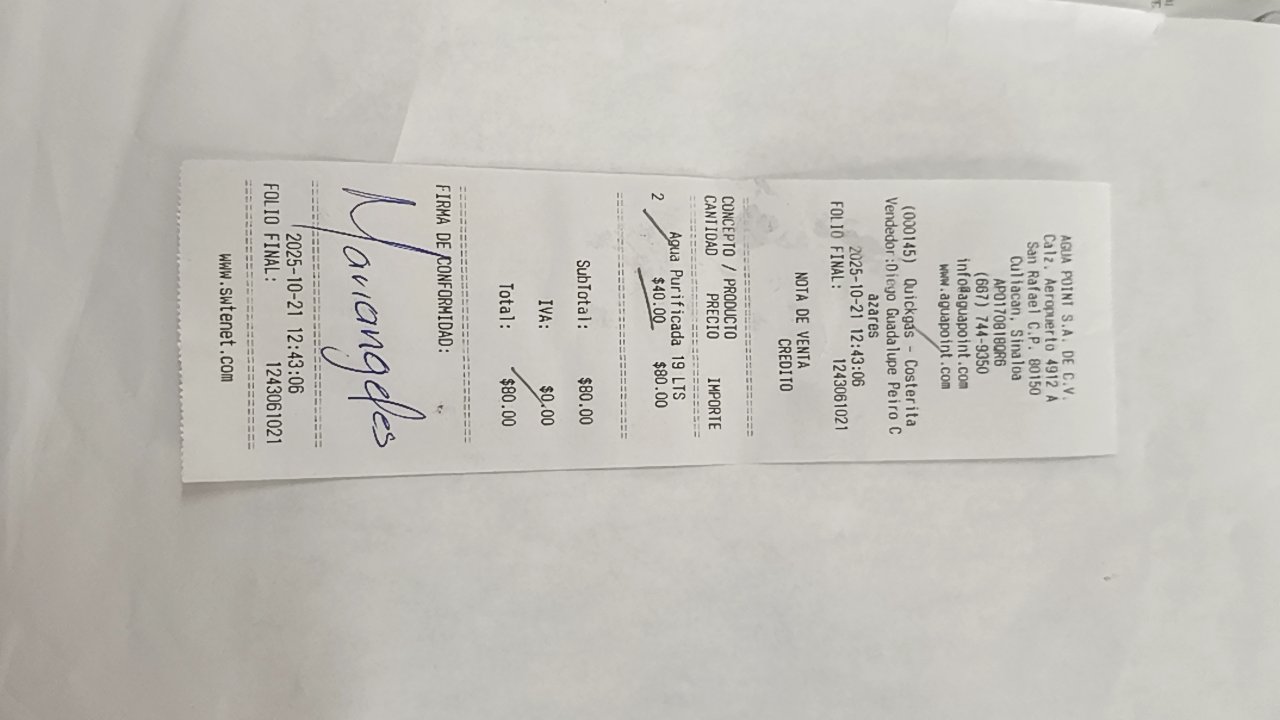 AGUA POINT S.A. DE C.V.
Calz. Aeropuerto 4912 A
San Rafael C.P. 80150
Culiacan, Sinaloa
APO170818QR6
(667) 744-9350
info@aguapoint.com
www.aguapoint.com
(000145) Quickgas - Costerita
Vendedor:Diego Guadalupe Peiro C
azares
2025-10-21 12:43:06
FOLIO FINAL: 1243061021
NOTA DE VENTA
CREDITO
CONCEPTO / PRODUCTO
CANTIDAD PRECIO IMPORTE
Agua Purificada 19 LTS
2 $40.00 $80.00
SubTotal: $80.00
IVA: $0.00
Total: $80.00
FIRMA DE CONFORMIDAD:
Mariangeles
2025-10-21 12:43:06
FOLIO FINAL: 1243061021
www.swtenet.com